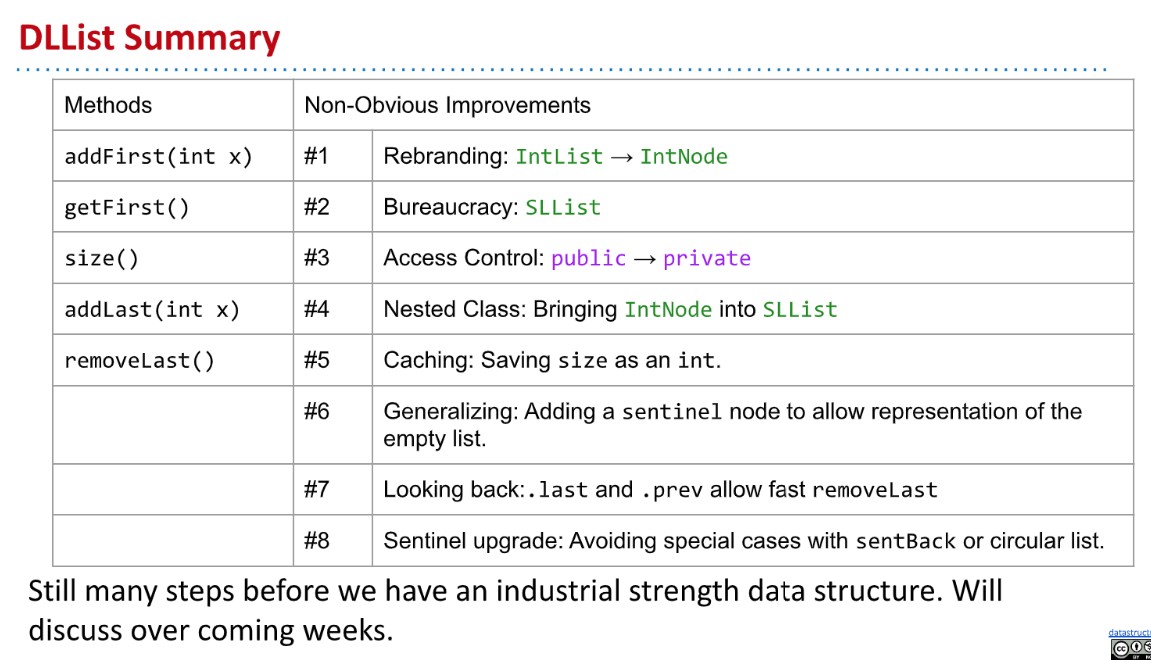 DLList Summary
Methods Non-Obvious Improvements
addFirst(int x) #1 Rebranding: IntList → IntNode
getFirst() #2 Bureaucracy: SLList
size() #3 Access Control: public → private
addLast(int x) #4 Nested Class: Bringing IntNode into SLList
removeLast() #5 Caching: Saving size as an int.
#6 Generalizing: Adding a sentinel node to allow representation of the
empty list.
#7 Looking back:.last and .prev allow fast removeLast
#8 Sentinel upgrade: Avoiding special cases with sentBack or circular list.
Still many steps before we have an industrial strength data structure. Will
discuss over coming weeks.